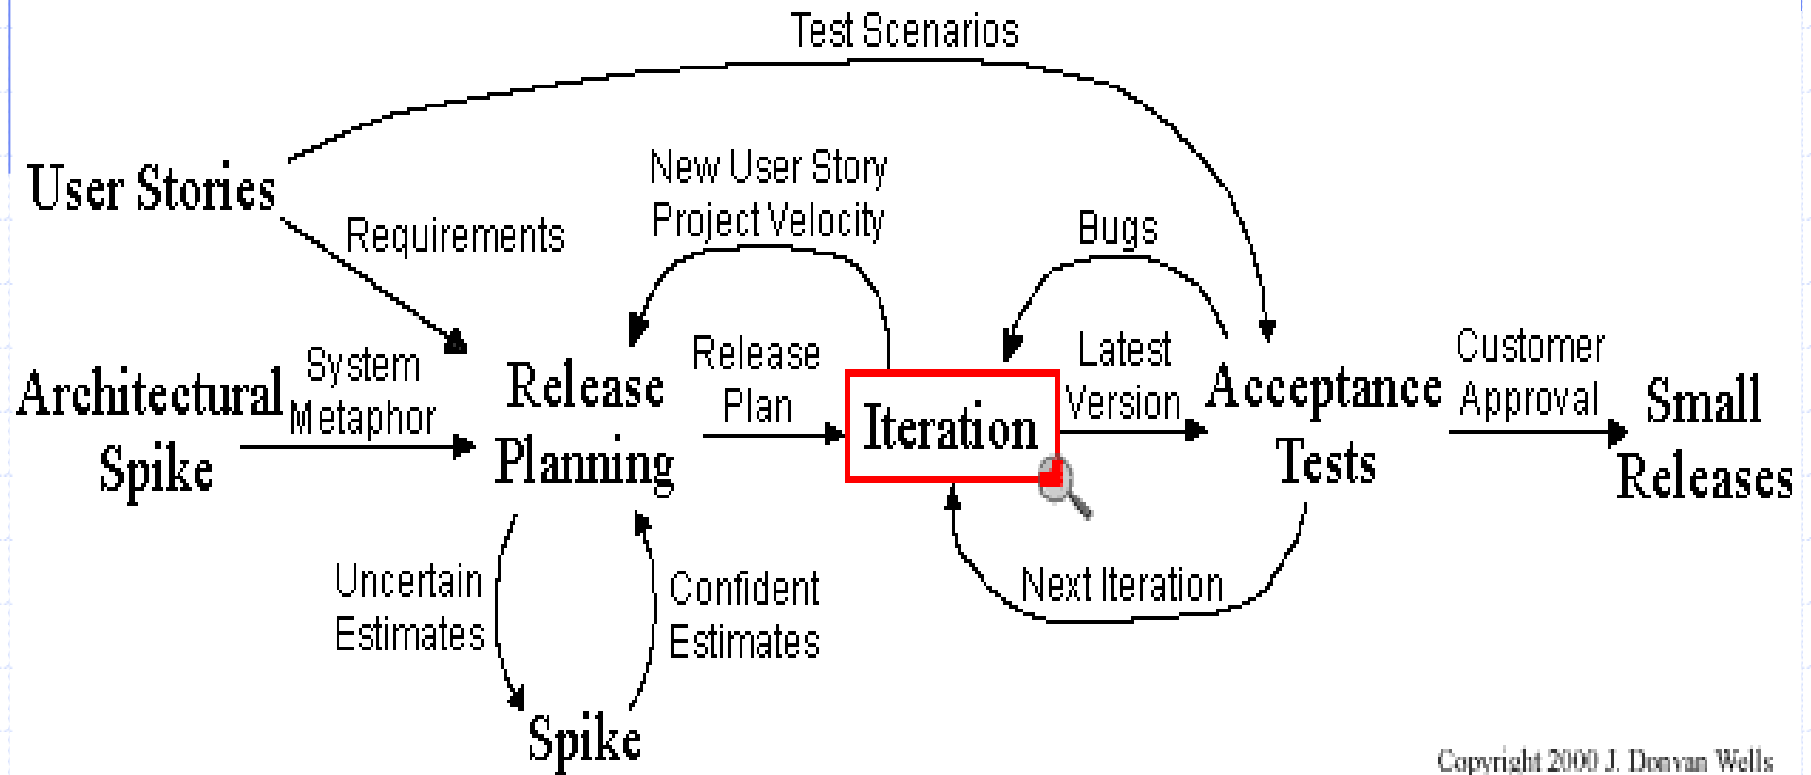 Test Scenarios
User Stories
Requirements
New User Story
Project Velocity
Bugs
Architectural
Spike
System
Metaphor
Release
Planning
Release
Plan
Iteration
Latest
Version
Acceptance
Tests
Customer
Approval
Small
Releases
Uncertain
Estimates
Confident
Estimates
Next Iteration
Spike
Copyright 2000 J. Donvan Wells